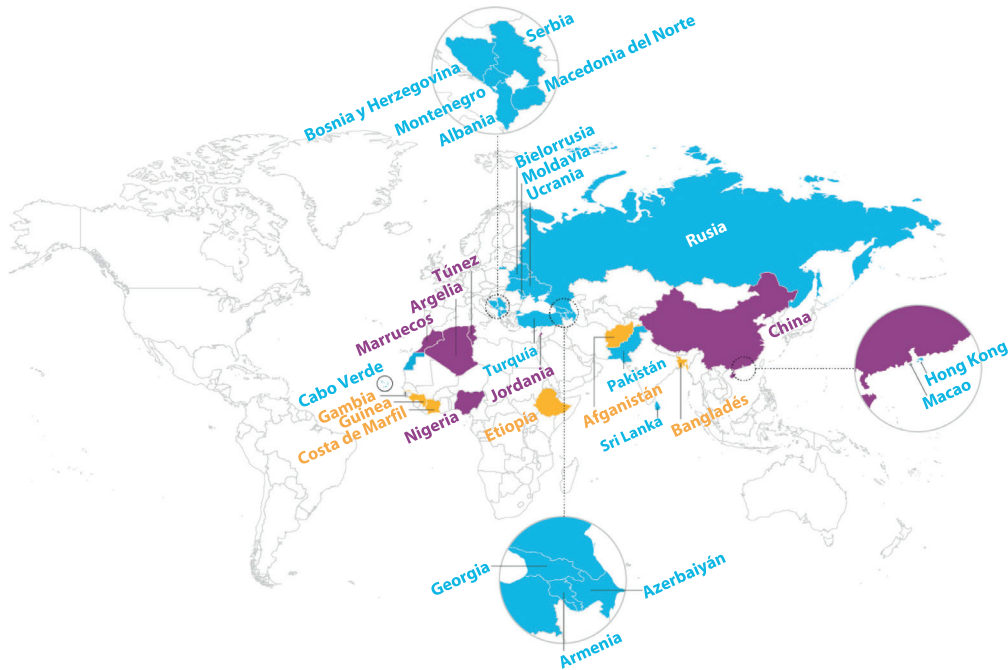 Serbia
Macedonia del Norte
Bosnia y Herzegovina
Montenegro
Albania
Bielorrusia
Moldavia
Ucrania
Rusia
Túnez
Argelia
Marruecos
China
Turquía
Jordania
Cabo Verde
Gambia
Guinea
Costa de Marfil
Nigeria
Etiopia
Afganistán
Pakistán
Sri Lanka
Bangladés
Hong Kong
Macao
Georgia
Azerbaiyán
Armenia